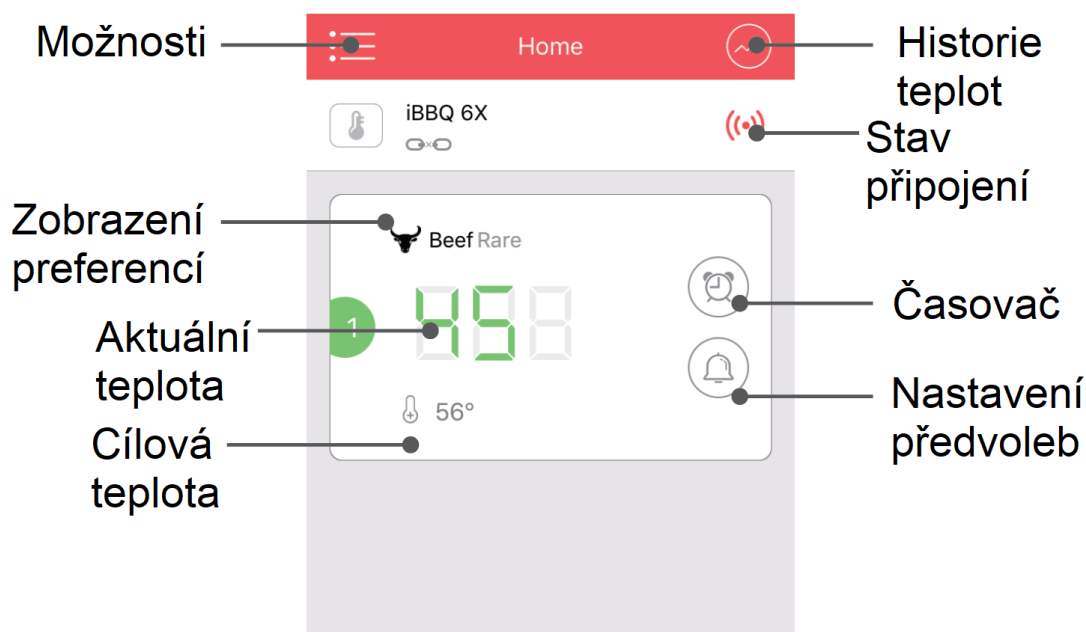 Možnosti
Home
Historie
teplot
iBBQ 6X
Stav
připojení
Zobrazení
preferencí
Beef Rare
Časovač
1
45
Aktuální
teplota
56°
Nastavení
předvoleb
Cílová
teplota